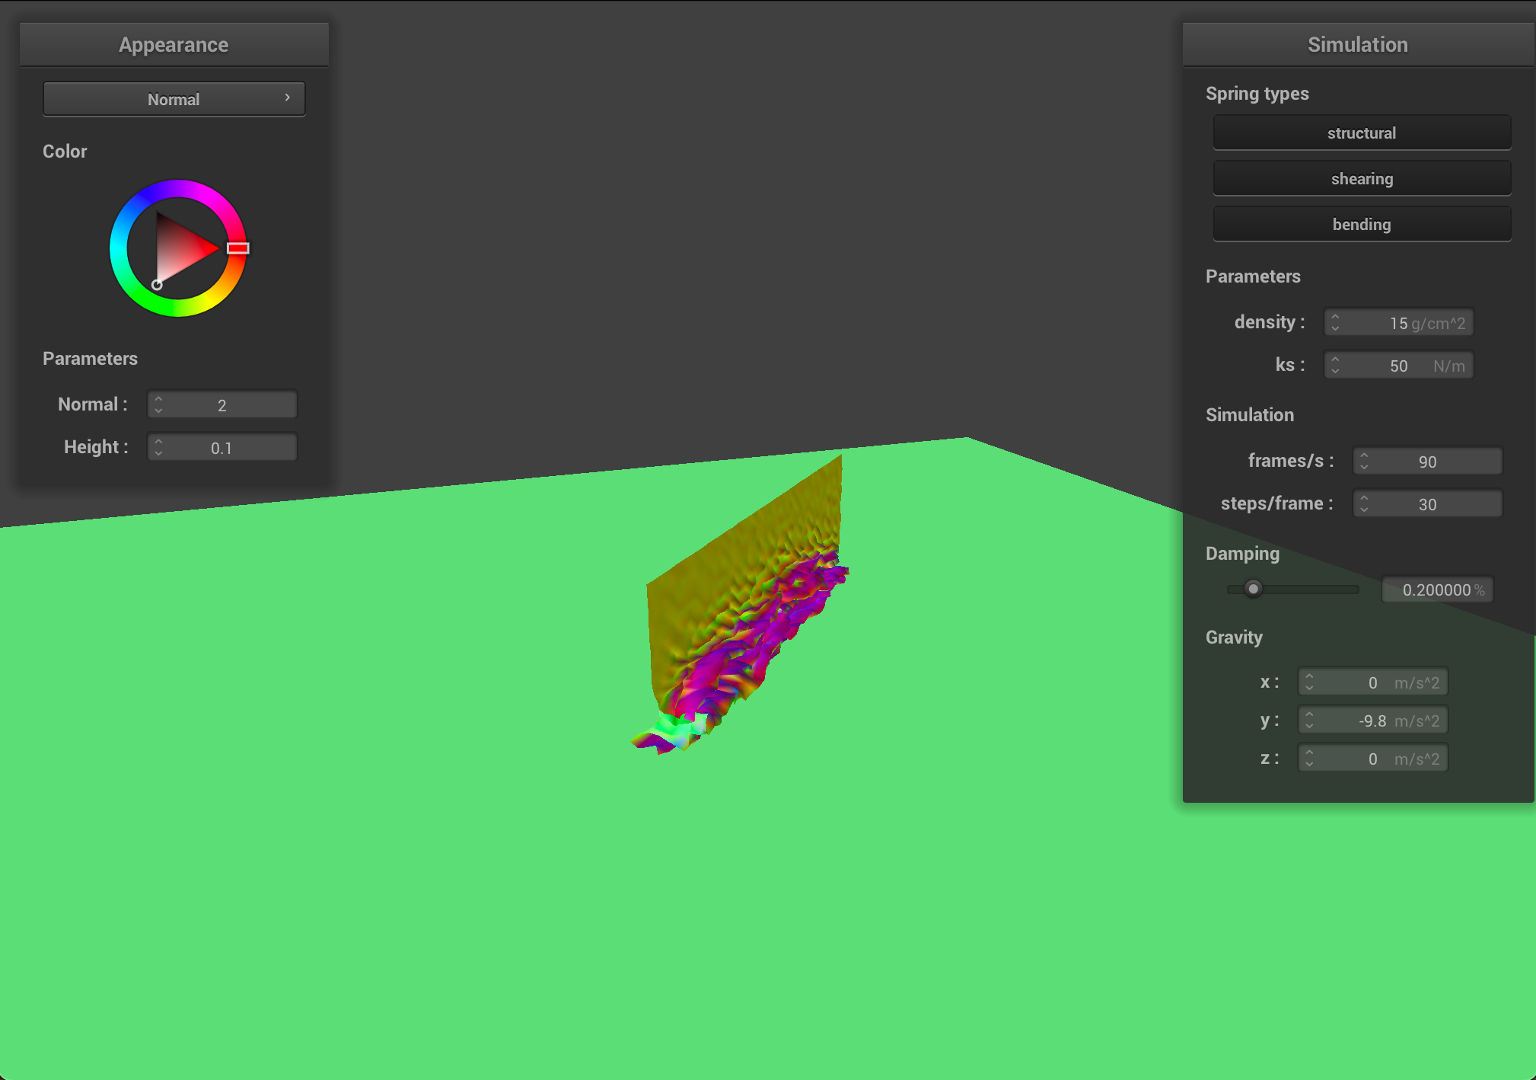 Appearance
Normal
Color
Parameters
Normal :
2
Height :
0.1
Simulation
Spring types
structural
shearing
bending
Parameters
density :
15 g/cm^2
ks :
50 N/m
Simulation
frames/s :
90
steps/frame :
30
Damping
0.200000 %
Gravity
x :
0 m/s^2
y :
-9.8 m/s^2
z :
0 m/s^2